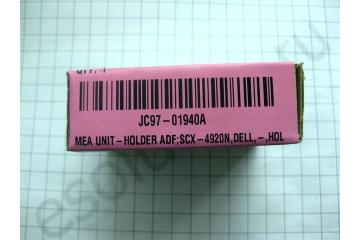 JC97-01940A
MEA UNIT-HOLDER ADF;SCX-4920N,DELL,-,HOL